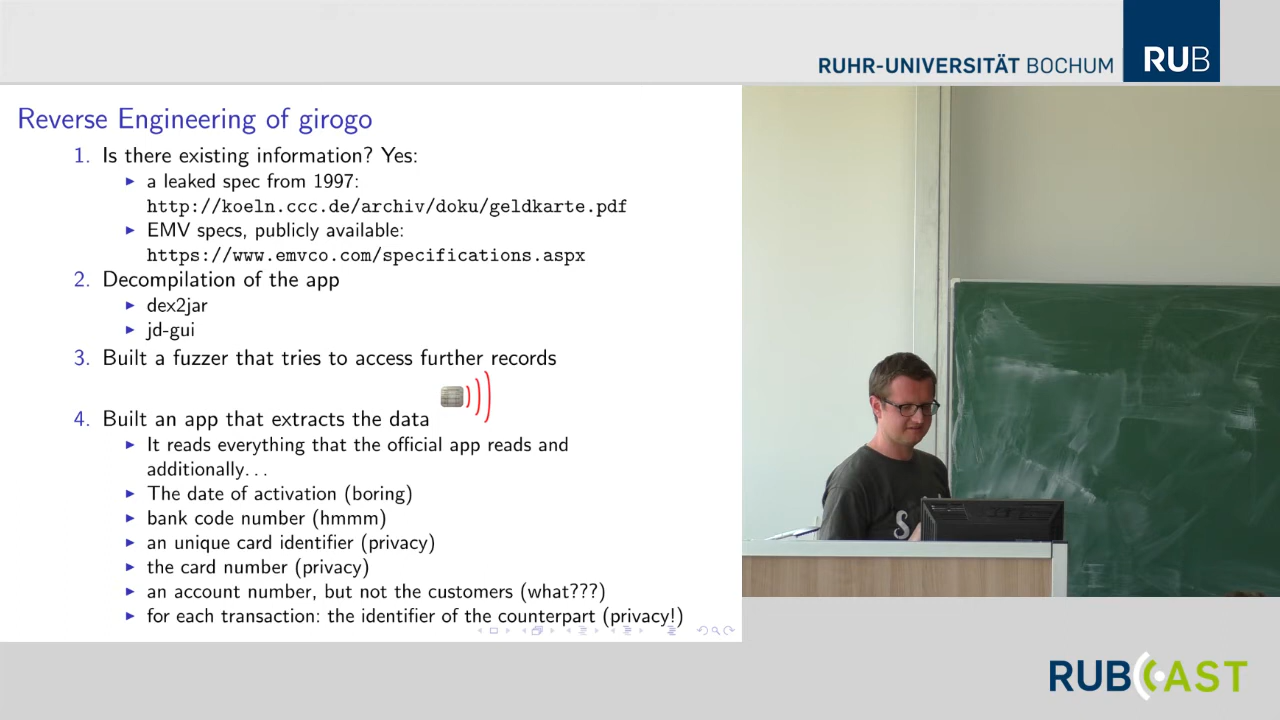 RUHR-UNIVERSITÄT BOCHUM
RUB
Reverse Engineering of girogo
1. Is there existing information? Yes:
a leaked spec from 1997:
http://koeln.ccc.de/archiv/doku/geldkarte.pdf
EMV specs, publicly available:
https://www.emvco.com/specifications.aspx
2. Decompilation of the app
dex2jar
jd-gui
3. Built a fuzzer that tries to access further records
4. Built an app that extracts the data
It reads everything that the official app reads and
additionally...
The date of activation (boring)
bank code number (hmmm)
an unique card identifier (privacy)
the card number (privacy)
an account number, but not the customers (what???)
for each transaction: the identifier of the counterpart (privacy!)
S
RUBCAST